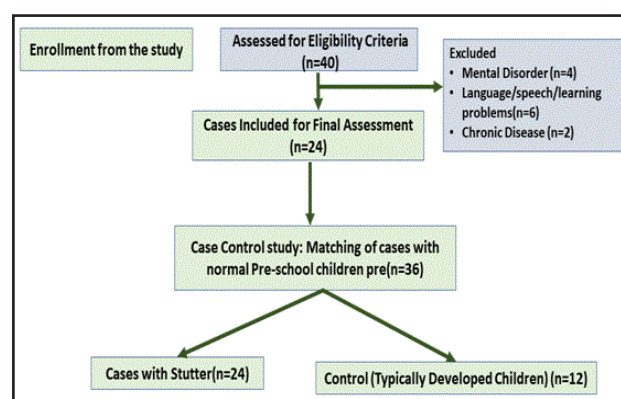 Enrollment from the study
Assessed for Eligibility Criteria
(n=40)
Excluded
• Mental Disorder (n=4)
• Language/speech/learning
problems(n=6)
• Chronic Disease (n=2)
Cases Included for Final Assessment
(n=24)
Case Control study: Matching of cases with
normal Pre-school children pre(n=36)
Cases with Stutter(n=24)
Control (Typically Developed Children) (n=12)